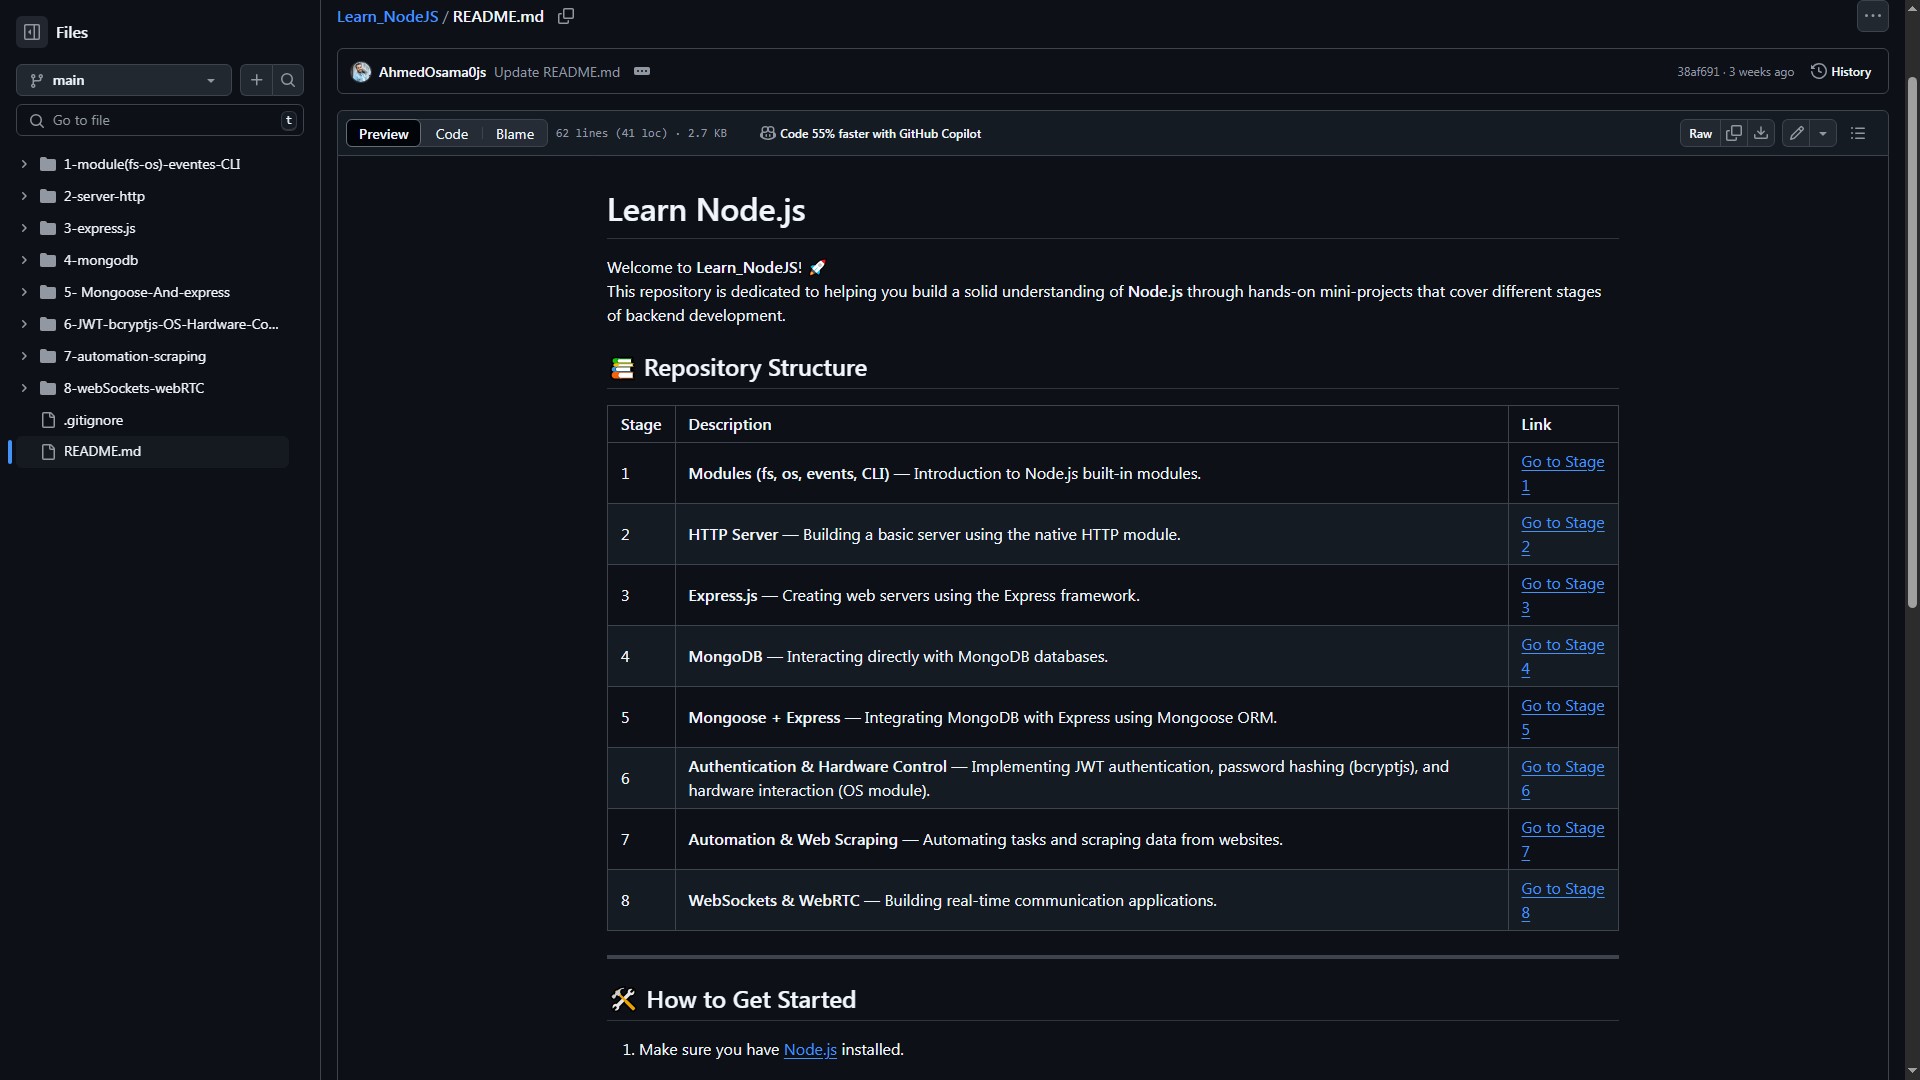 Files
main
Go to file
t
1-module(fs-os)-eventes-CLI
2-server-http
3-express.js
4-mongodb
5- Mongoose-And-express
6-JWT-bcryptjs-OS-Hardware-Co...
7-automation-scraping
8-webSockets-webRTC
.gitignore
README.md
Learn_NodeJS / README.md
AhmedOsama0js Update README.md
38af691 · 3 weeks ago
History
Preview
Code
Blame
62 lines (41 loc) · 2.7 KB
Code 55% faster with GitHub Copilot
Raw
Learn Node.js
Welcome to Learn_NodeJS! 🚀
This repository is dedicated to helping you build a solid understanding of Node.js through hands-on mini-projects that cover different stages
of backend development.
📚 Repository Structure
Stage Description Link
1 Modules (fs, os, events, CLI) — Introduction to Node.js built-in modules. Go to Stage
1
2 HTTP Server — Building a basic server using the native HTTP module. Go to Stage
2
3 Express.js — Creating web servers using the Express framework. Go to Stage
3
4 MongoDB — Interacting directly with MongoDB databases. Go to Stage
4
5 Mongoose + Express — Integrating MongoDB with Express using Mongoose ORM. Go to Stage
5
6 Authentication & Hardware Control — Implementing JWT authentication, password hashing (bcryptjs), and
hardware interaction (OS module). Go to Stage
6
7 Automation & Web Scraping — Automating tasks and scraping data from websites. Go to Stage
7
8 WebSockets & WebRTC — Building real-time communication applications. Go to Stage
8
🛠 How to Get Started
1. Make sure you have Node.js installed.